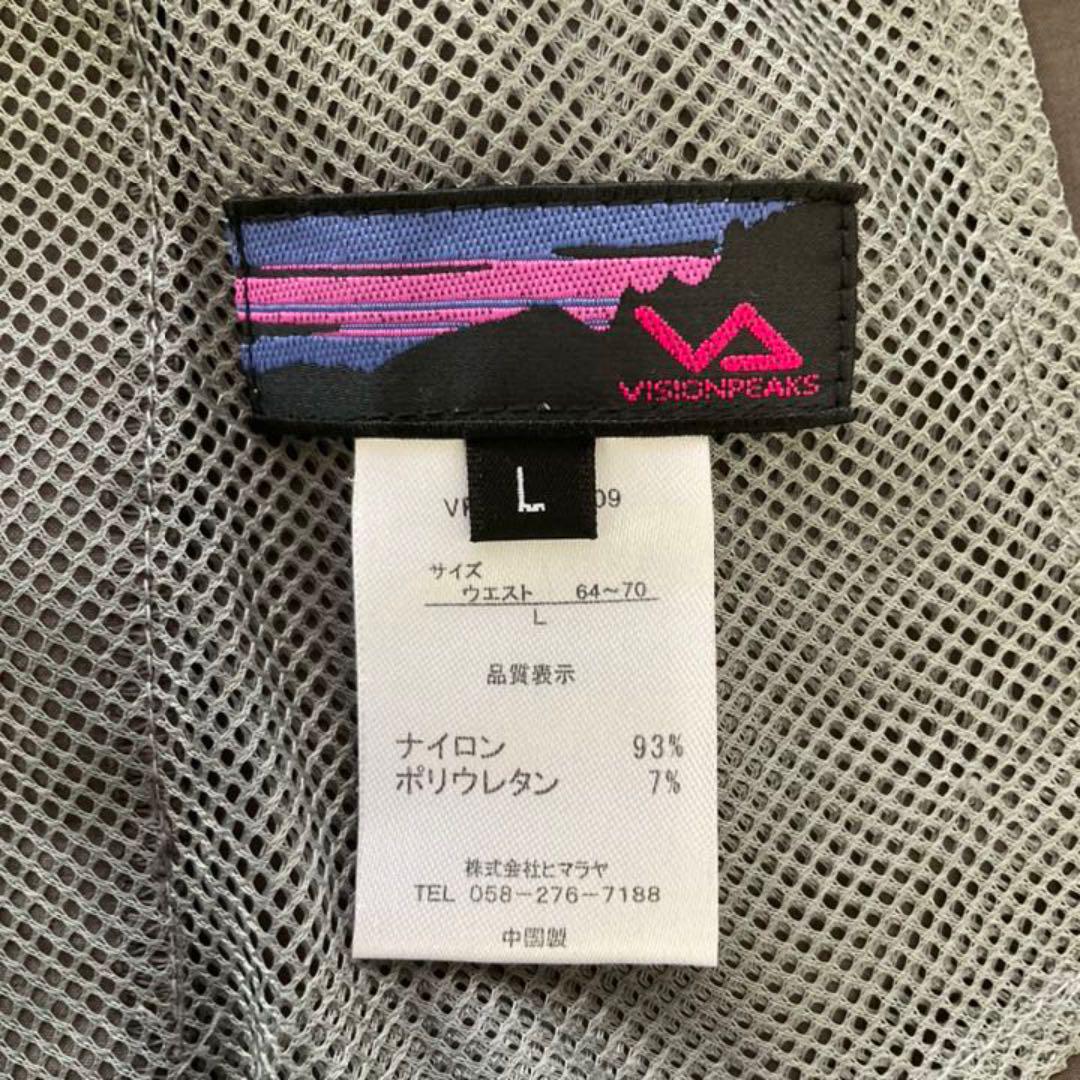 VISIONPEAKS
L
09
サイズ
ウエスト 64~70
L
品質表示
ナイロン 93%
ポリウレタン 7%
株式会社ヒマラヤ
TEL 058-276-7188
中国製